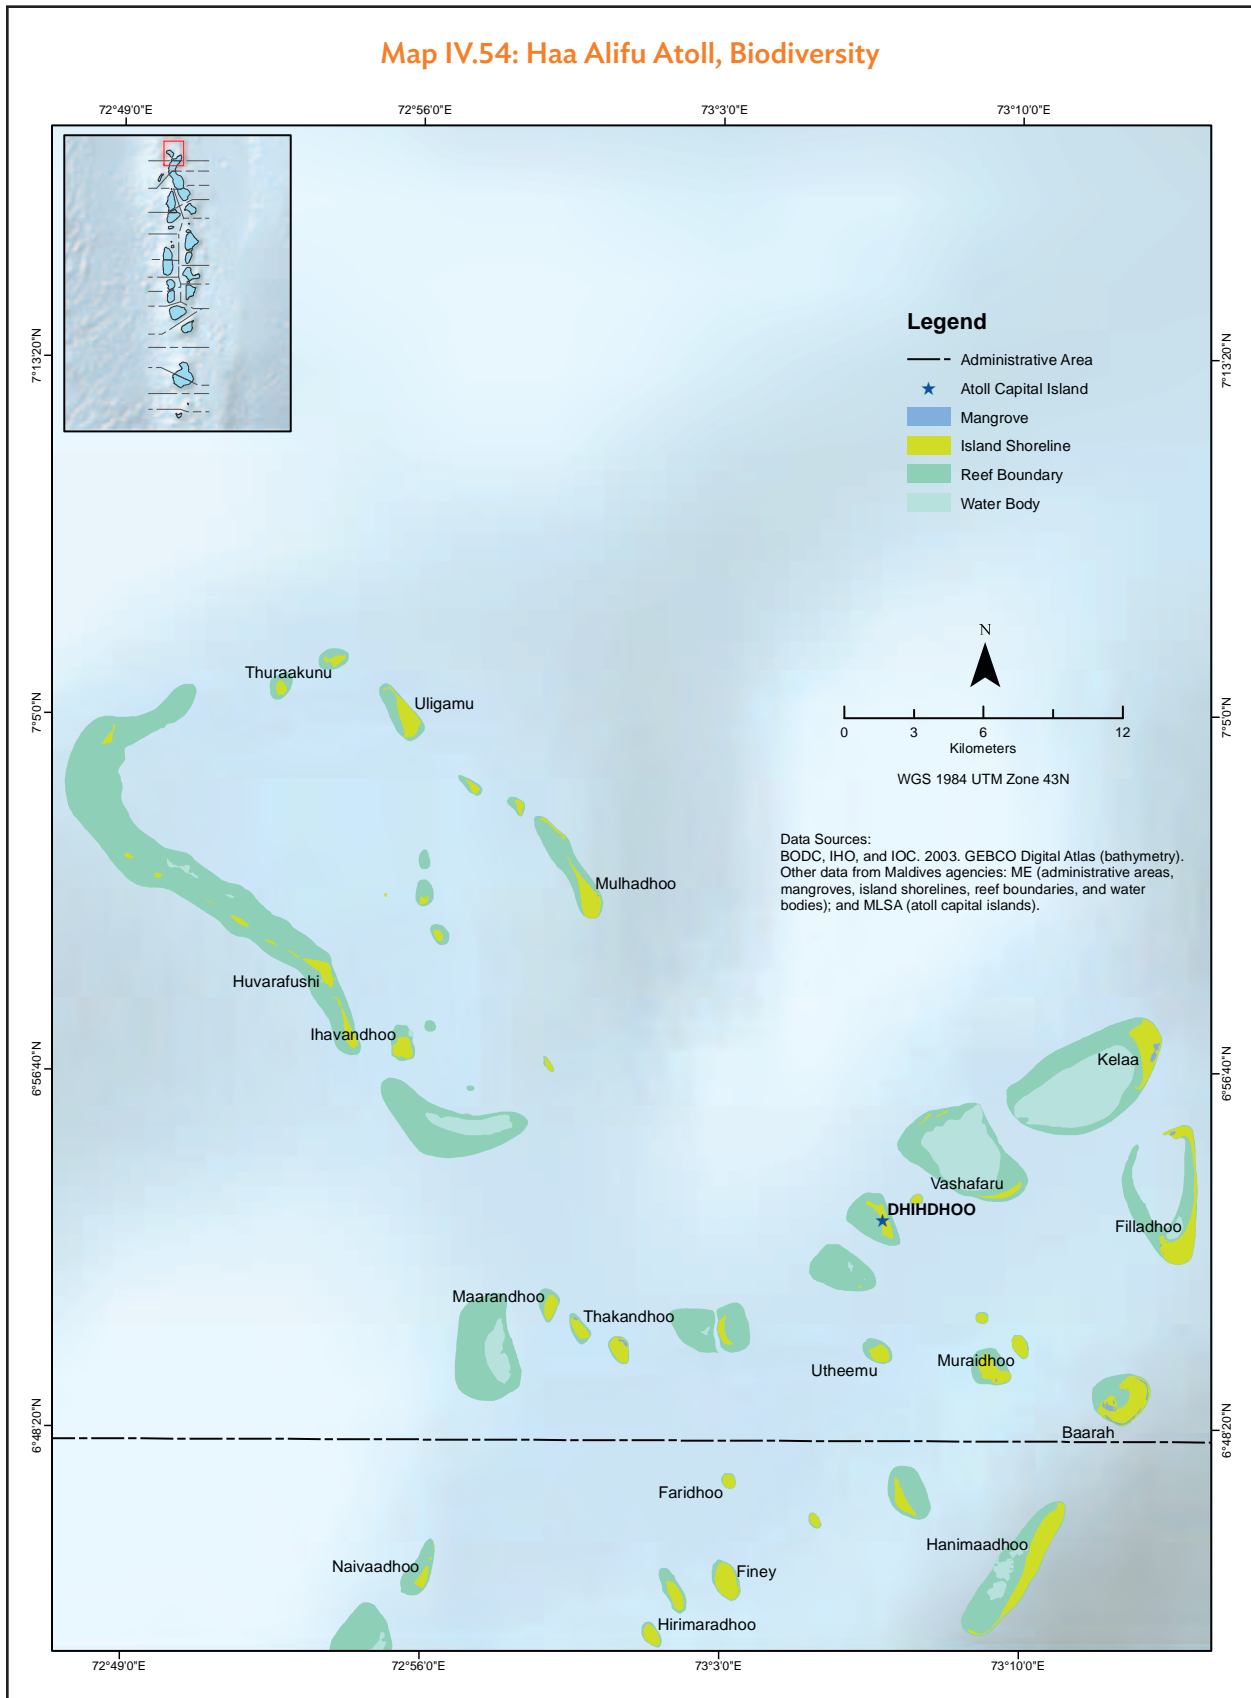 Map IV.54: Haa Alifu Atoll, Biodiversity
72°49'0"E
72°56'0"E
73°3'0"E
73°10'0"E
7°13'20"N
7°13'20"N
Legend
Administrative Area
Atoll Capital Island
Mangrove
Island Shoreline
Reef Boundary
Water Body
N
0 3 6 12
Kilometers
WGS 1984 UTM Zone 43N
Thuraakunu
Uligamu
7°5'0"N
7°5'0"N
Data Sources:
BODC, IHO, and IOC. 2003. GEBCO Digital Atlas (bathymetry).
Other data from Maldives agencies: ME (administrative areas,
mangroves, island shorelines, reef boundaries, and water
bodies); and MLSA (atoll capital islands).
Mulhadhoo
Huvarafushi
Ihavandhoo
Kelaa
6°56'40"N
6°56'40"N
Vashafaru
DHIHDHOO
Filladhoo
Maarandhoo
Thakandhoo
Utheemu
Muraidhoo
Baarah
6°48'20"N
6°48'20"N
Faridhoo
Hanimaadhoo
Naivaadhoo
Finey
Hirimaradhoo
72°49'0"E
72°56'0"E
73°3'0"E
73°10'0"E